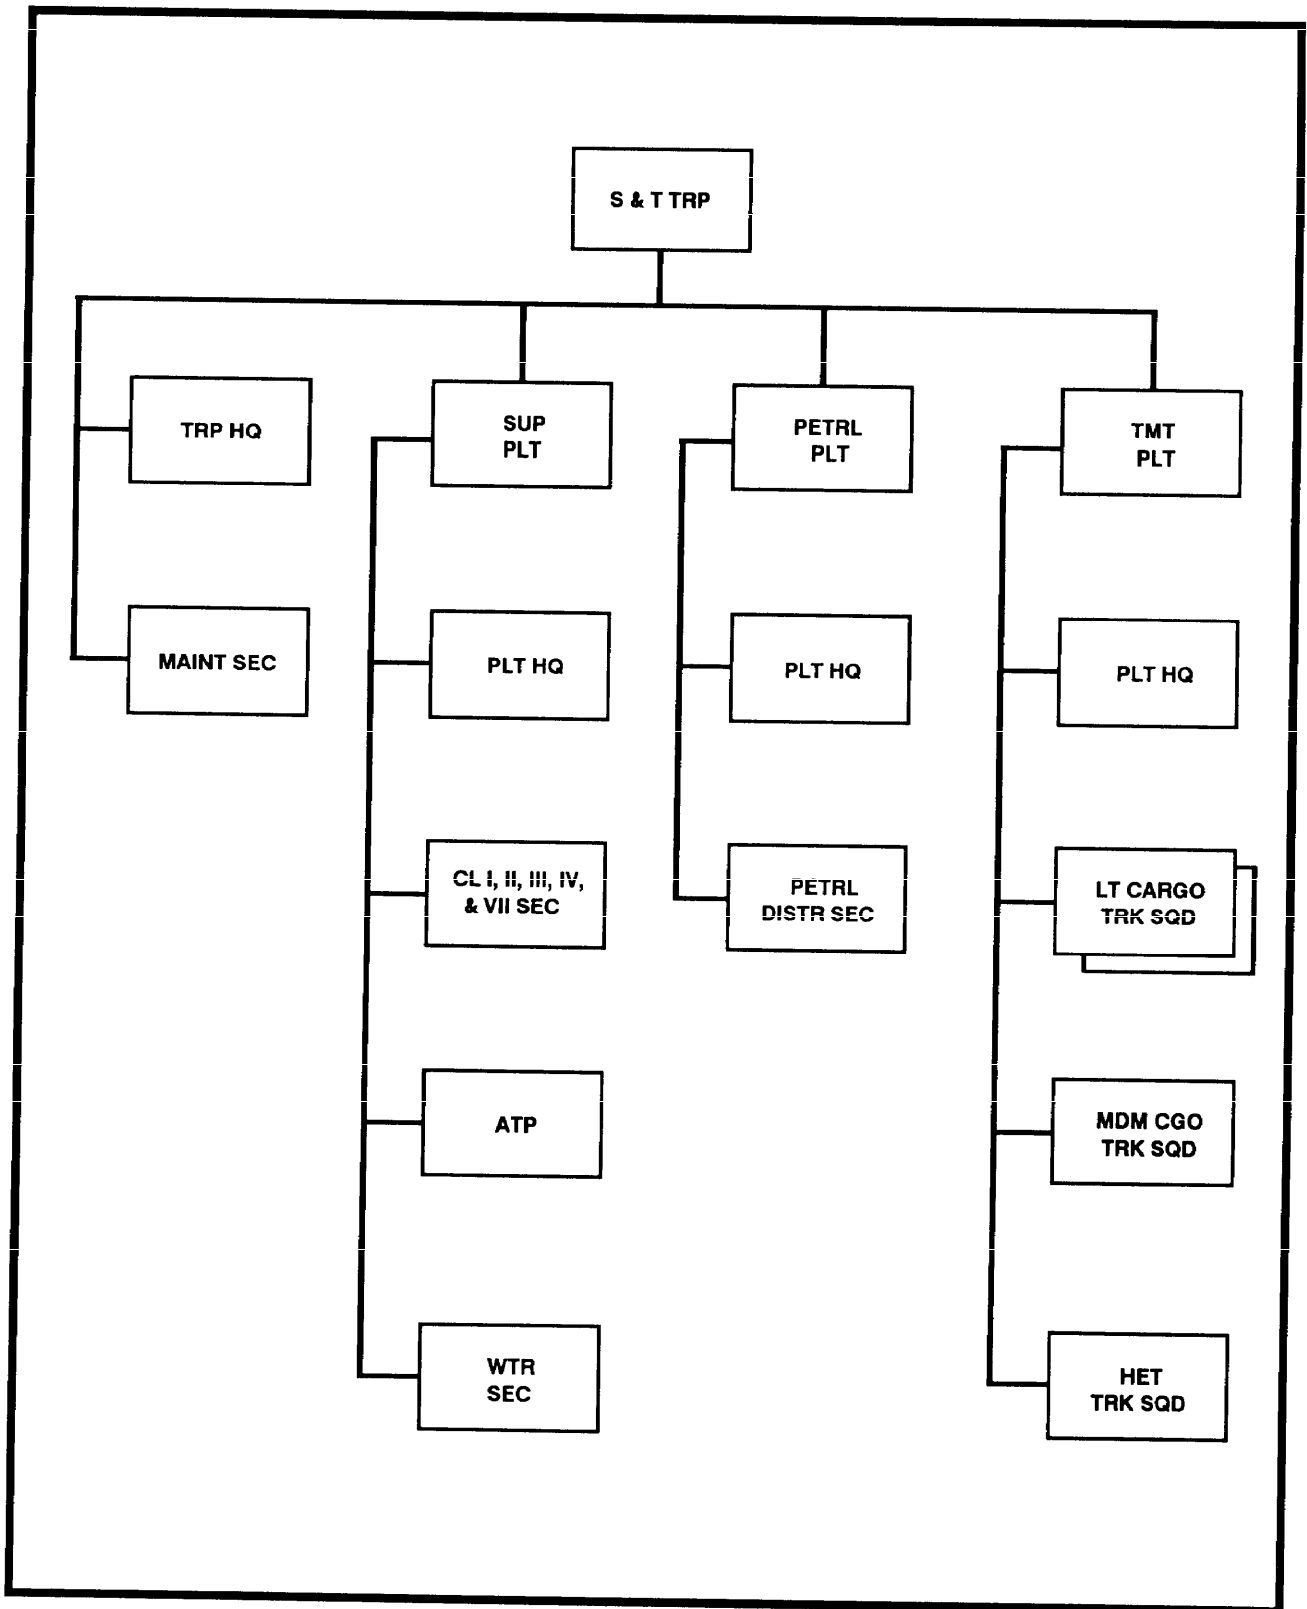 S & T TRP
TRP HQ
SUP
PLT
PETRL
PLT
TMT
PLT
MAINT SEC
PLT HQ
PLT HQ
PLT HQ
CL I, II, III, IV,
& VII SEC
PETRL
DISTR SEC
LT CARGO
TRK SQD
ATP
MDM CGO
TRK SQD
WTR
SEC
HET
TRK SQD